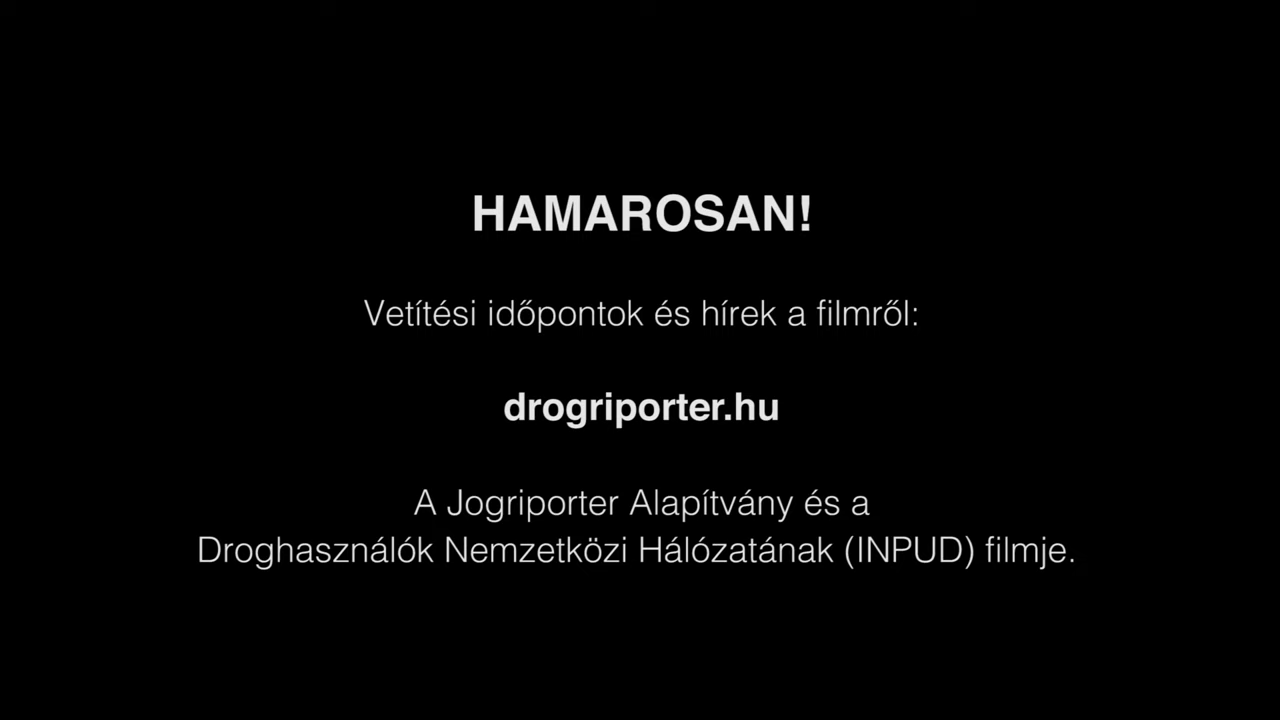 HAMAROSAN!
Vetítési időpontok és hírek a filmről:
drogriporter.hu
A Jogriporter Alapítvány és a
Droghasználók Nemzetközi Hálózatának (INPUD) filmje.